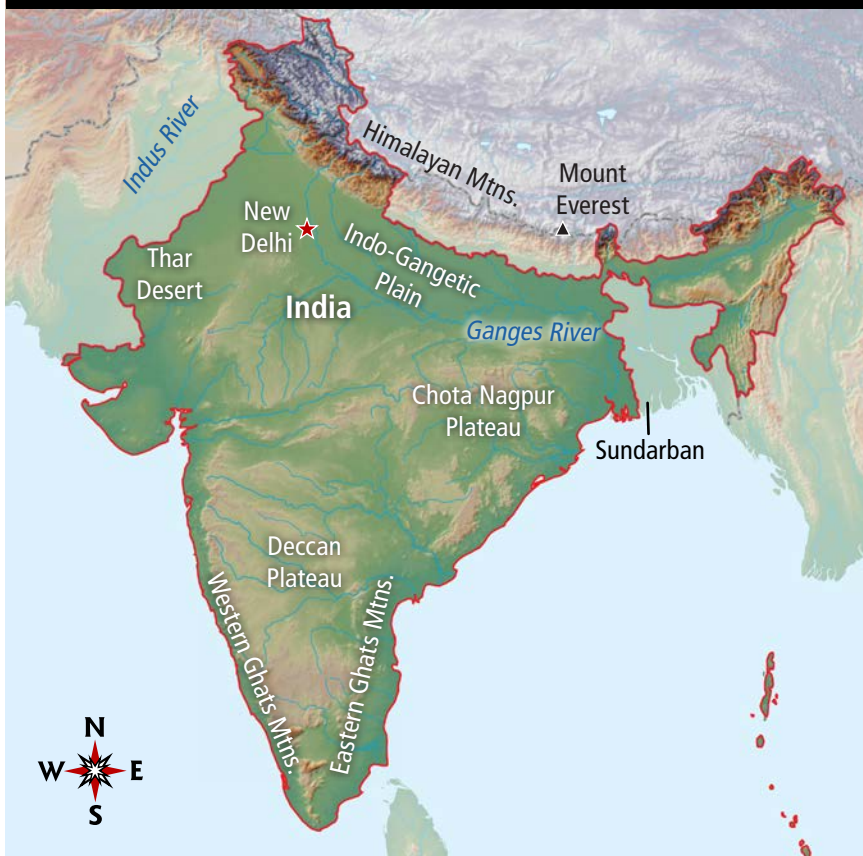 Indus River
Himalayan Mtns.
Mount
Everest
New
Delhi
Indo-Gangetic
Plain
Thar
Desert
India
Ganges River
Chota Nagpur
Plateau
Sundarban
Deccan
Plateau
Western Ghats Mtns.
Eastern Ghats Mtns.
N
W E
S